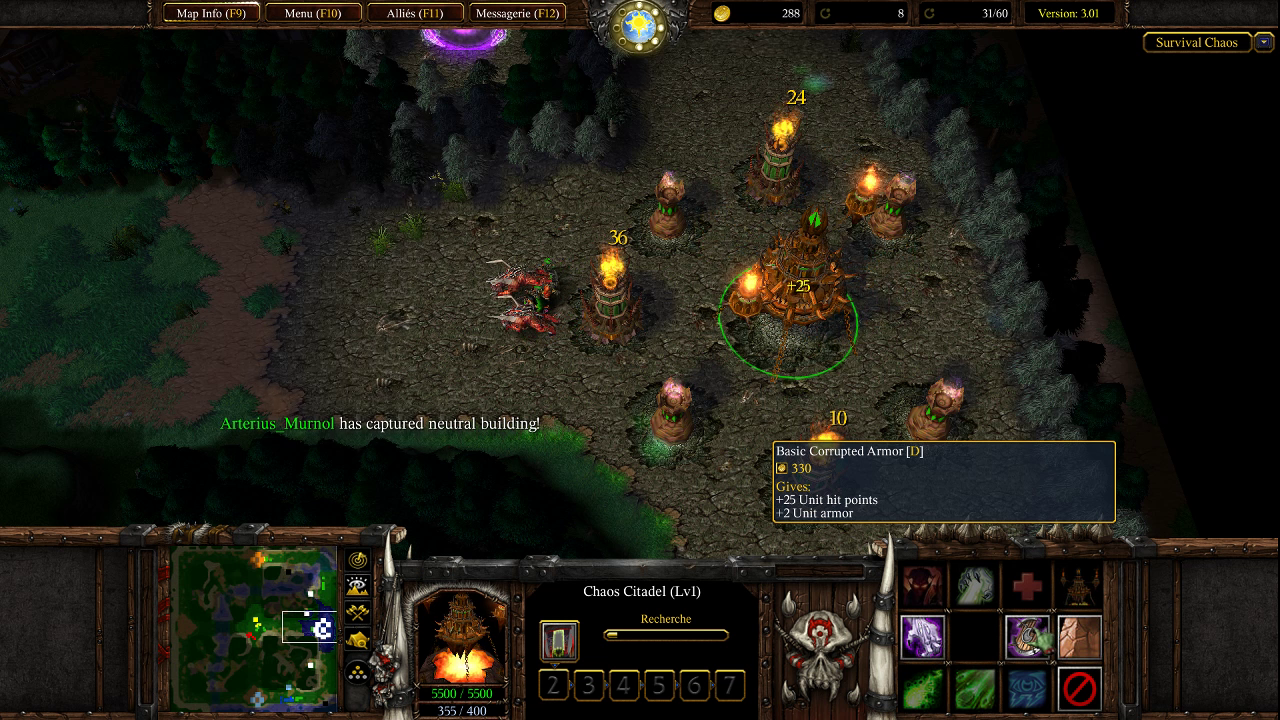 Map Info (F9)
Menu (F10)
Alliés (F11)
Messagerie (F12)
288
8
31/60
Version: 3.01
Survival Chaos
24
36
+25
Arterius_Murnol has captured neutral building!
10
Basic Corrupted Armor [D]
330
Gives:
+25 Unit hit points
+2 Unit armor
Chaos Citadel (Lv1)
Recherche
2 3 4 5 6 7
5500 / 5500
355 / 400